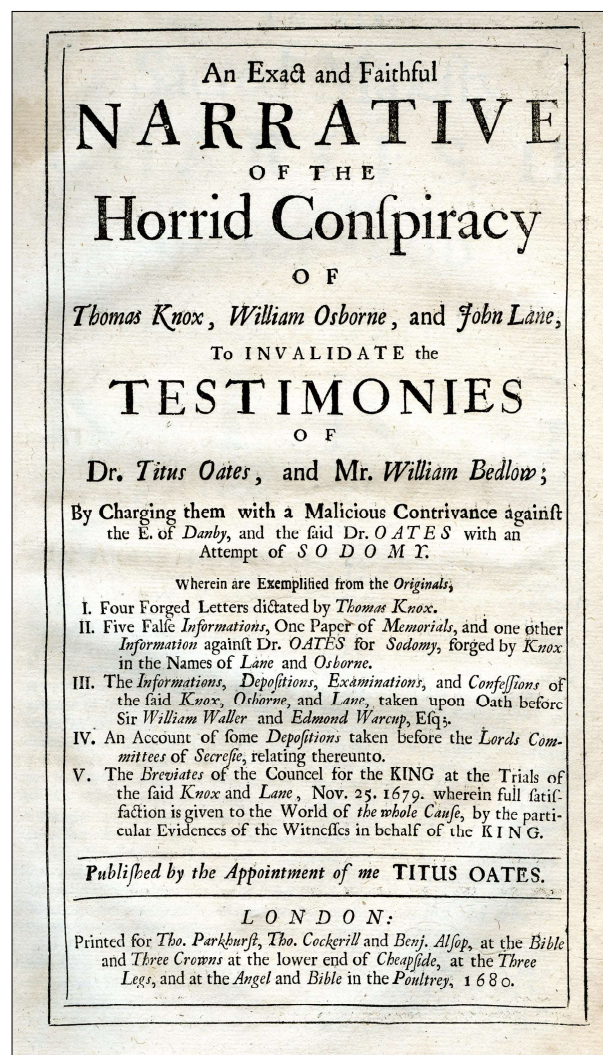 An Exact and Faithful
NARRATIVE
OF THE
Horrid Conſpiracy
OF
Thomas Knox, William Osborne, and John Lane,
To INVALIDATE the
TESTIMONIES
OF
Dr. Titus Oates, and Mr. William Bedlow;
By Charging them with a Malicious Contrivance againſt
the E. of Danby, and the ſaid Dr. OATES with an
Attempt of SODOMY.
Wherein are Exemplified from the Originals,
I. Four Forged Letters dictated by Thomas Knox.
II. Five Falſe Informations, One Paper of Memorials, and one other
Information against Dr. OATES for Sodomy, forged by Knox
in the Names of Lane and Osborne.
III. The Informations, Depoſitions, Examinations, and Confeſſions of
the ſaid Knox, Osborne, and Lane, taken upon Oath before
Sir William Waller and Edmond Warcup, Eſqs.
IV. An Account of ſome Depoſitions taken before the Lords Com-
mittees of Secreſie, relating thereunto.
V. The Breviates of the Councel for the KING at the Trials of
the ſaid Knox and Lane, Nov. 25. 1679. wherein full ſatiſ-
faction is given to the World of the whole Cauſe, by the parti-
cular Evidences of the Witneſſes in behalf of the KING.
Publiſhed by the Appointment of me TITUS OATES.
LONDON:
Printed for Tho. Parkhurſt, Tho. Cockerill and Benj. Alſop, at the Bible
and Three Crowns at the lower end of Cheapſide, at the Three
Legs, and at the Angel and Bible in the Poultrey, 1680.